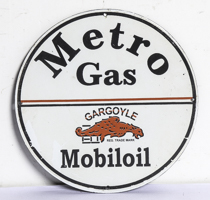 Metro
Gas
GARGOYLE
REG. TRADE MARK
Mobiloil